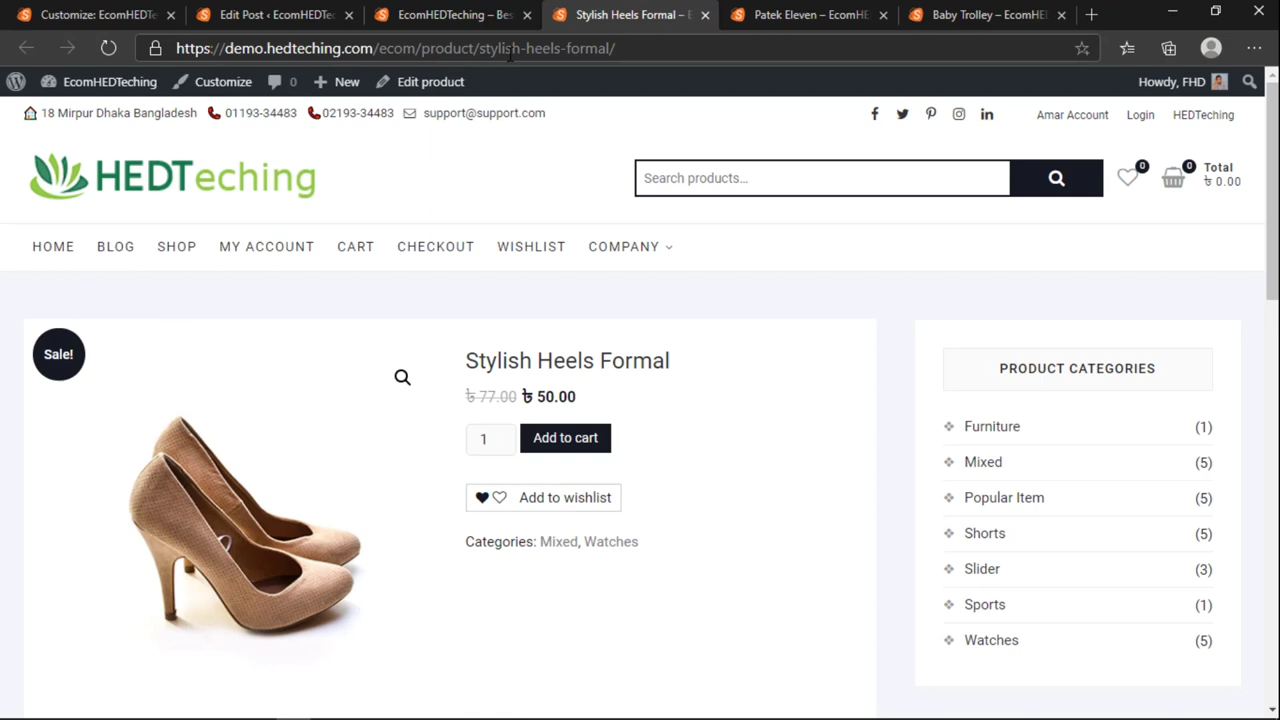 Customize: EcomHEDT
Edit Post ‹ EcomHEDTec
EcomHEDTeching – Bes
Stylish Heels Formal – E
Patek Eleven – EcomHE
Baby Trolley – EcomHE
https://demo.hedteching.com/ecom/product/stylish-heels-formal/
EcomHEDTeching
Customize
0
New
Edit product
Howdy, FHD
18 Mirpur Dhaka Bangladesh
01193-34483
02193-34483
support@support.com
Amar Account
Login
HEDTeching
HEDTeching
Search products…
0
0
Total
৳ 0.00
HOME
BLOG
SHOP
MY ACCOUNT
CART
CHECKOUT
WISHLIST
COMPANY
Sale!
Stylish Heels Formal
৳ 77.00 ৳ 50.00
1
Add to cart
Add to wishlist
Categories: Mixed, Watches
PRODUCT CATEGORIES
Furniture (1)
Mixed (5)
Popular Item (5)
Shorts (5)
Slider (3)
Sports (1)
Watches (5)